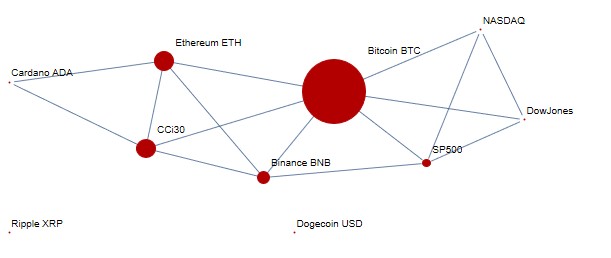 NASDAQ
Ethereum ETH
Bitcoin BTC
Cardano ADA
DowJones
CCi30
SP500
Binance BNB
Ripple XRP
Dogecoin USD